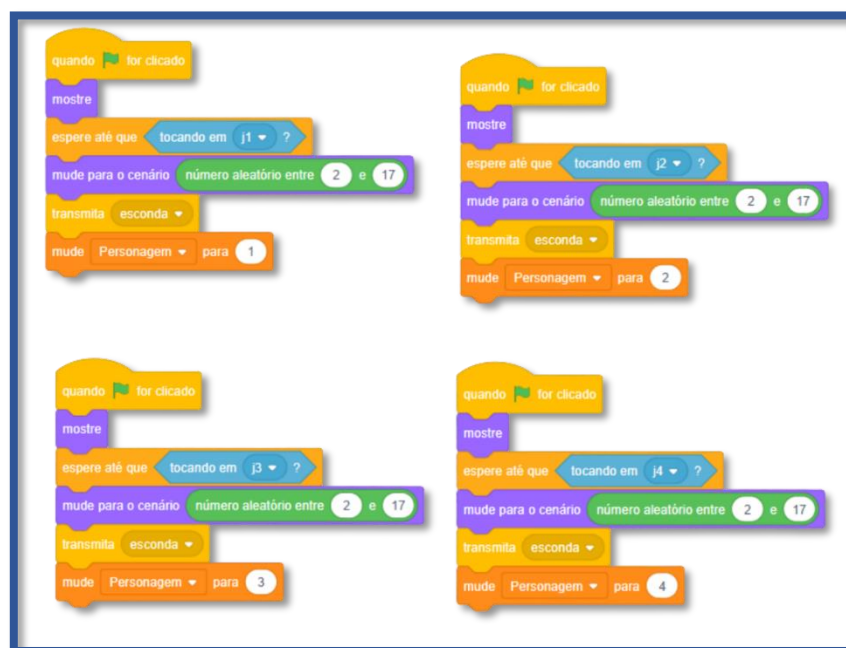 quando for clicado
mostre
espere até que tocando em j1 ?
mude para o cenário número aleatório entre 2 e 17
transmita esconda
mude Personagem para 1
quando for clicado
mostre
espere até que tocando em j2 ?
mude para o cenário número aleatório entre 2 e 17
transmita esconda
mude Personagem para 2
quando for clicado
mostre
espere até que tocando em j3 ?
mude para o cenário número aleatório entre 2 e 17
transmita esconda
mude Personagem para 3
quando for clicado
mostre
espere até que tocando em j4 ?
mude para o cenário número aleatório entre 2 e 17
transmita esconda
mude Personagem para 4